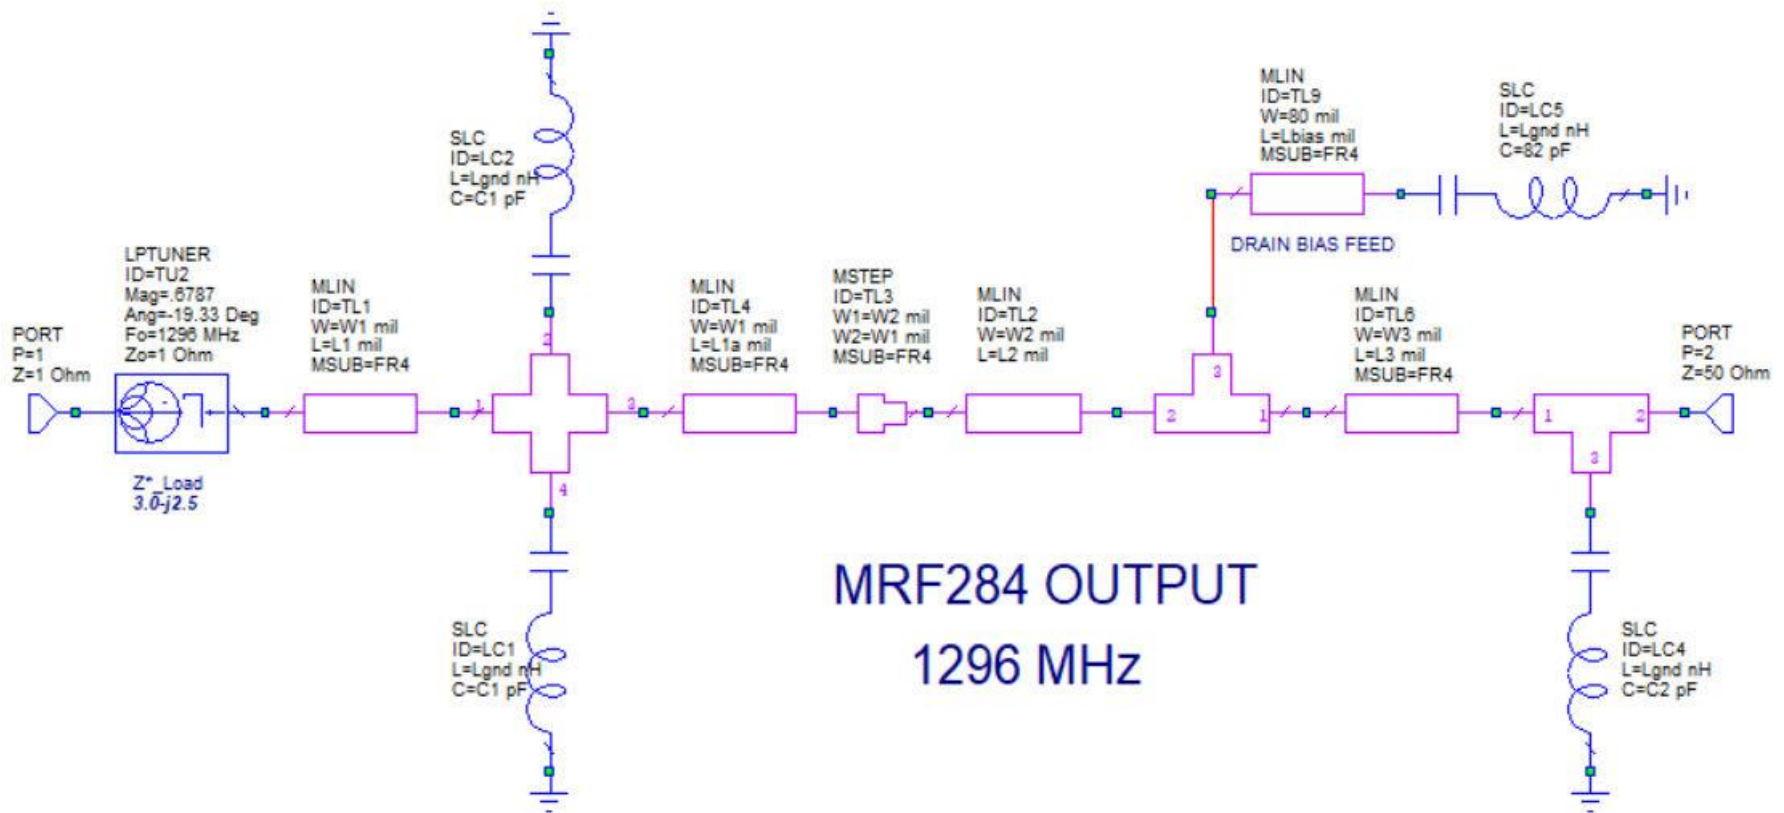 MLIN
ID=TL9
W=80 mil
L=Lbias mil
MSUB=FR4
SLC
ID=LC5
L=Lgnd nH
C=82 pF
SLC
ID=LC2
L=Lgnd nH
C=C1 pF
DRAIN BIAS FEED
LPTUNER
ID=TU2
Mag=.6787
Ang=-19.33 Deg
Fo=1296 MHz
Zo=1 Ohm
PORT
P=1
Z=1 Ohm
MLIN
ID=TL1
W=W1 mil
L=L1 mil
MSUB=FR4
MLIN
ID=TL4
W=W1 mil
L=L1a mil
MSUB=FR4
MSTEP
ID=TL3
W1=W2 mil
W2=W1 mil
MSUB=FR4
MLIN
ID=TL2
W=W2 mil
L=L2 mil
MLIN
ID=TL6
W=W3 mil
L=L3 mil
MSUB=FR4
PORT
P=2
Z=50 Ohm
2
1
3
4
3
2
1
1
2
3
Z*_Load
3.0-j2.5
MRF284 OUTPUT
1296 MHz
SLC
ID=LC1
L=Lgnd nH
C=C1 pF
SLC
ID=LC4
L=Lgnd nH
C=C2 pF